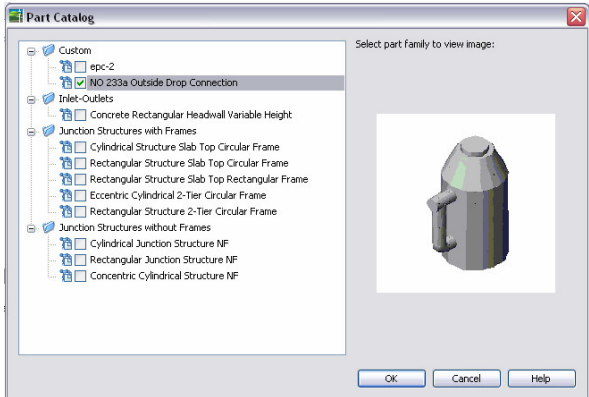 Part Catalog
Custom
epc-2
NO 233a Outside Drop Connection
Inlet-Outlets
Concrete Rectangular Headwall Variable Height
Junction Structures with Frames
Cylindrical Structure Slab Top Circular Frame
Rectangular Structure Slab Top Circular Frame
Rectangular Structure Slab Top Rectangular Frame
Eccentric Cylindrical 2-Tier Circular Frame
Rectangular Structure 2-Tier Circular Frame
Junction Structures without Frames
Cylindrical Junction Structure NF
Rectangular Junction Structure NF
Concentric Cylindrical Structure NF
Select part family to view image:
OK
Cancel
Help